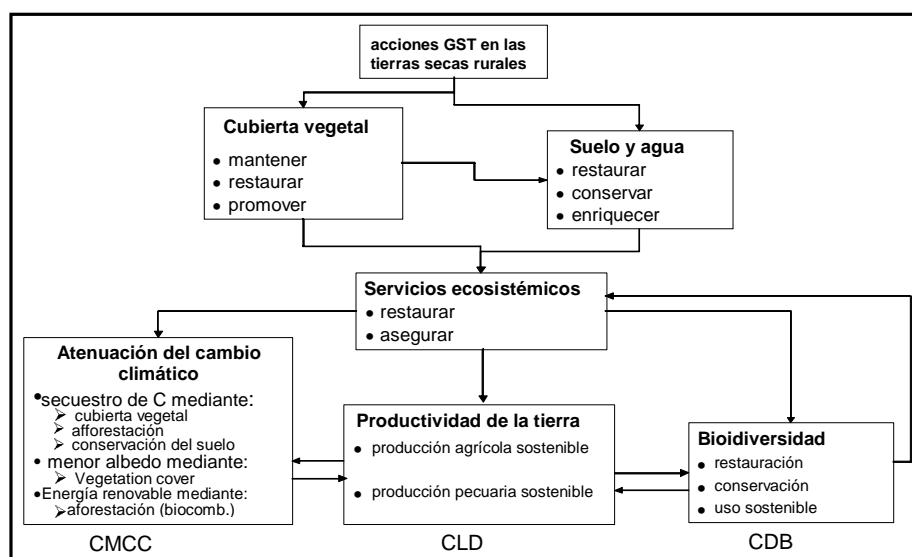 acciones GST en las
tierras secas rurales
Cubierta vegetal
● mantener
● restaurar
● promover
Suelo y agua
● restaurar
● conservar
● enriquecer
Servicios ecosistémicos
● restaurar
● asegurar
Atenuación del cambio
climático
●secuestro de C mediante:
➢ cubierta vegetal
➢ afforestación
➢ conservación del suelo
● menor albedo mediante:
➢ Vegetation cover
●Energía renovable mediante:
➢aforestación (biocomb.)
Productividad de la tierra
● producción agrícola sostenible
● producción pecuaria sostenible
Bioidiversidad
● restauración
● conservación
● uso sostenible
CMCC
CLD
CDB